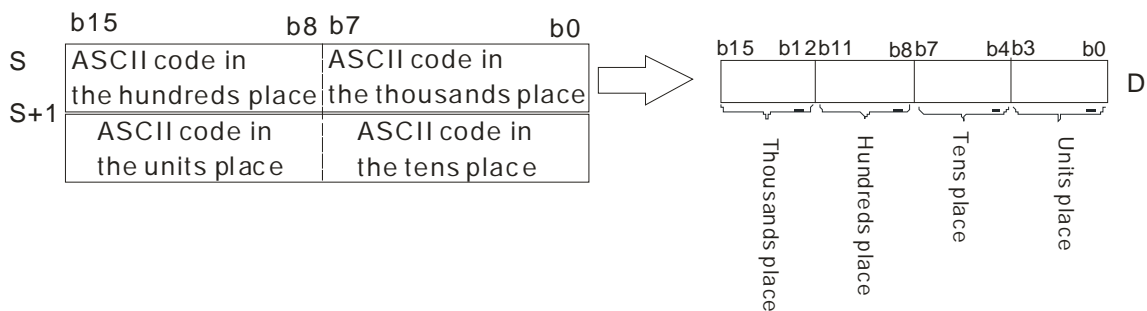 b15 b8 b7 b0
S
ASCII code in
the hundreds place
ASCII code in
the thousands place
S+1
ASCII code in
the units place
ASCII code in
the tens place
b15 b12 b11 b8 b7 b4 b3 b0
D
Thousands place
Hundreds place
Tens place
Units place